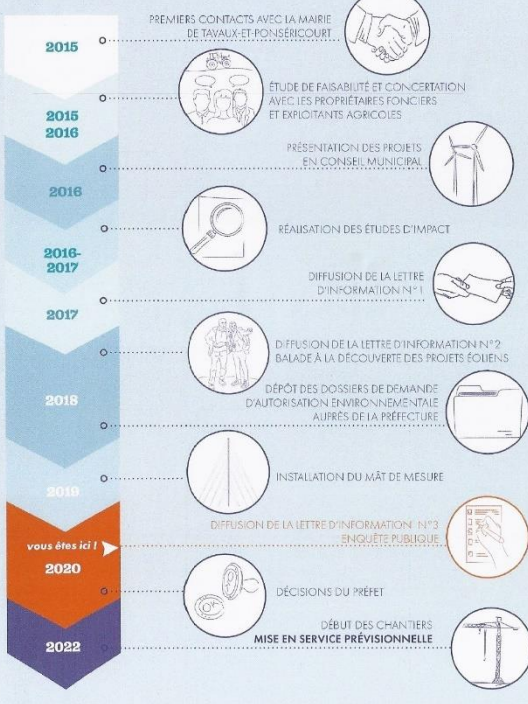 PREMIERS CONTACTS AVEC LA MAIRIE
DE TAVAUX-ET-PONSÉRICOURT
2015
ÉTUDE DE FAISABILITÉ ET CONCERTATION
AVEC LES PROPRIÉTAIRES FONCIERS
ET EXPLOITANTS AGRICOLES
2015
2016
PRÉSENTATION DES PROJETS
EN CONSEIL MUNICIPAL
2016
RÉALISATION DES ÉTUDES D'IMPACT
2016-
2017
DIFFUSION DE LA LETTRE
D'INFORMATION N°1
2017
DIFFUSION DE LA LETTRE D'INFORMATION N°2
BALADE À LA DÉCOUVERTE DES PROJETS ÉOLIENS
DÉPÔT DES DOSSIERS DE DEMANDE
D'AUTORISATION ENVIRONNEMENTALE
AUPRÈS DE LA PRÉFECTURE
2018
INSTALLATION DU MÂT DE MESURE
2019
DIFFUSION DE LA LETTRE D'INFORMATION N°3
ENQUÊTE PUBLIQUE
vous êtes ici !
2020
DÉCISIONS DU PRÉFET
DÉBUT DES CHANTIERS
MISE EN SERVICE PRÉVISIONNELLE
2022